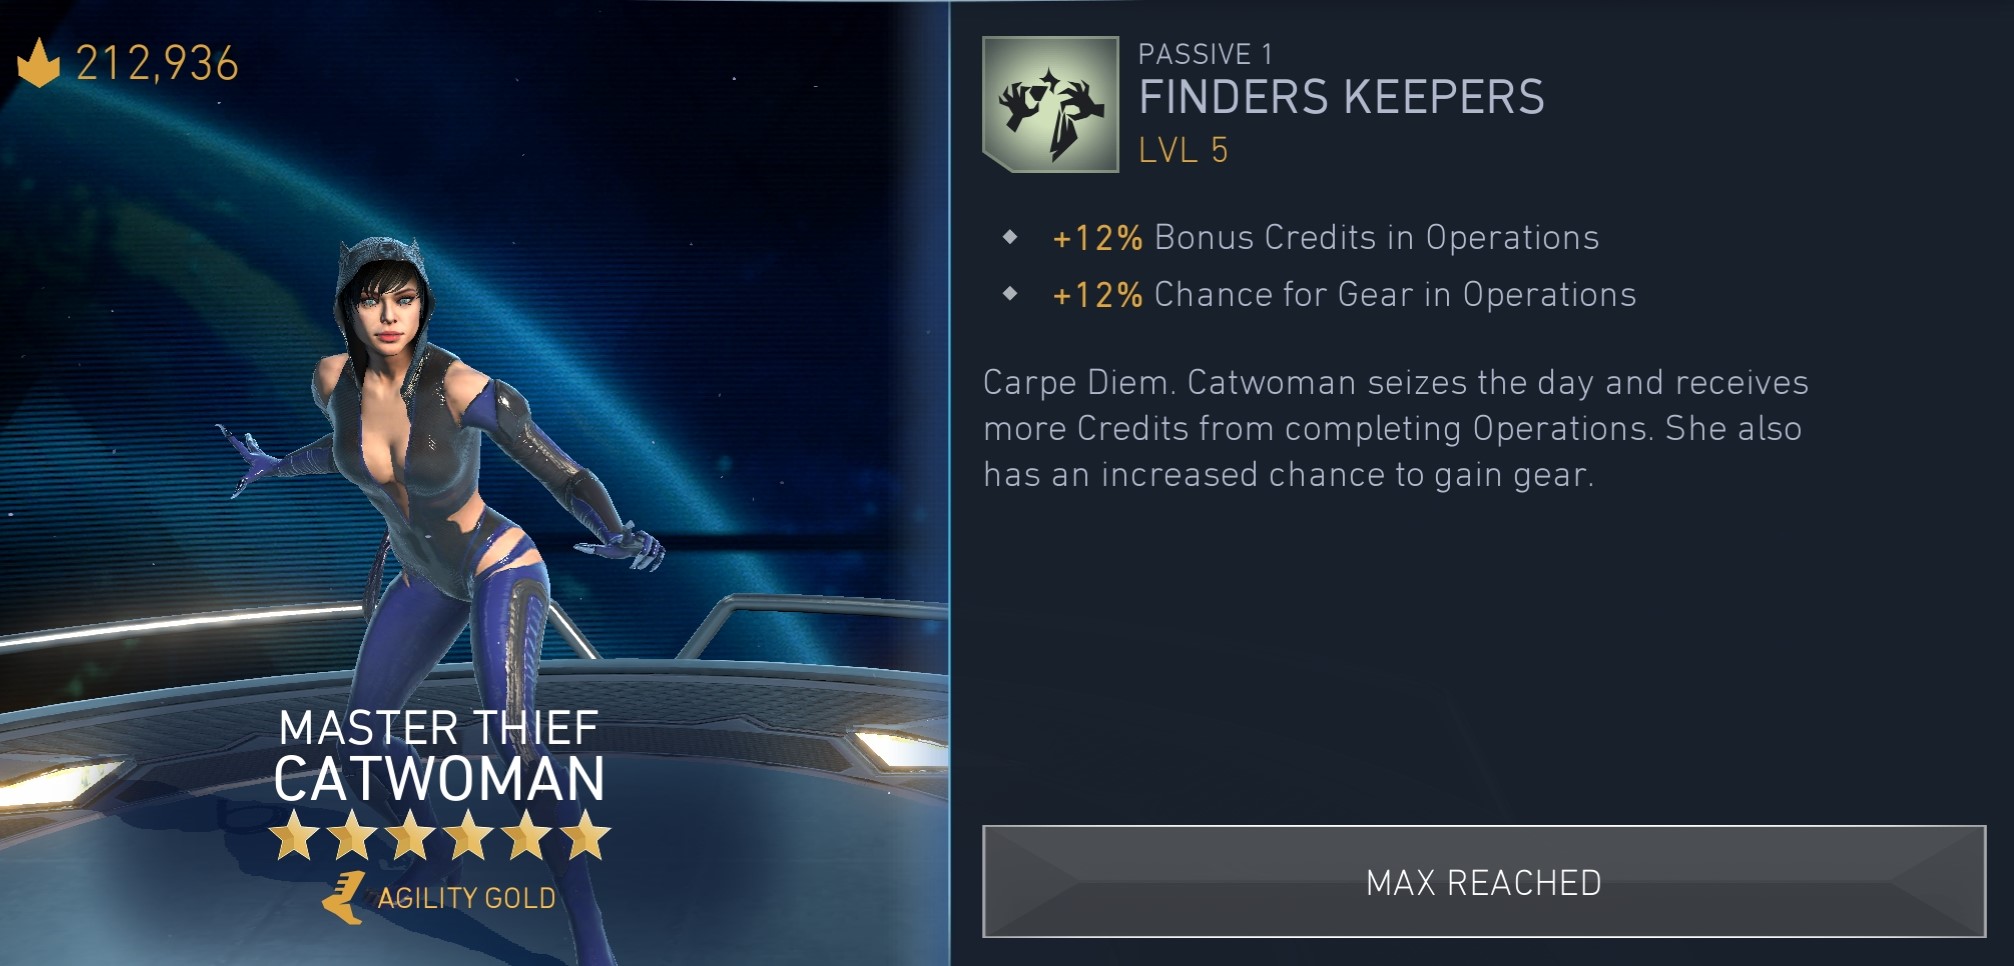 212,936
MASTER THIEF
CATWOMAN
AGILITY GOLD
PASSIVE 1
FINDERS KEEPERS
LVL 5
+12% Bonus Credits in Operations
+12% Chance for Gear in Operations
Carpe Diem. Catwoman seizes the day and receives
more Credits from completing Operations. She also
has an increased chance to gain gear.
MAX REACHED